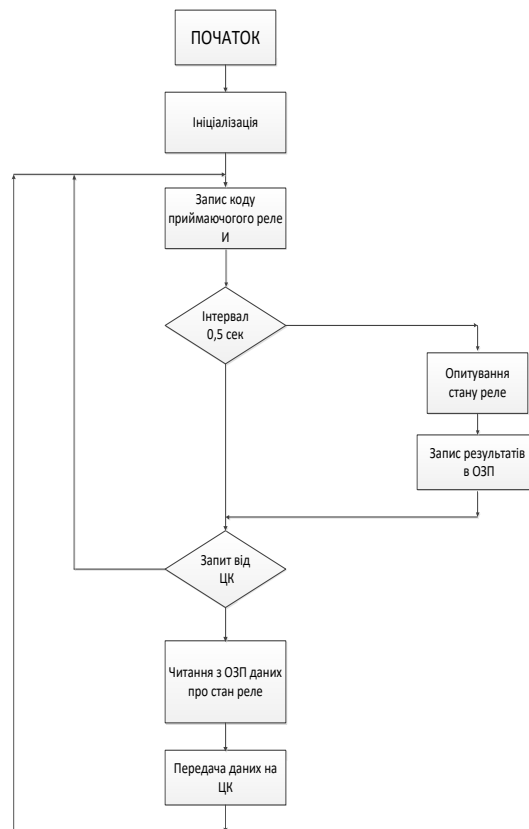 ПОЧАТОК
Ініціалізація
Запис коду
приймаючого реле
И
Інтервал
0,5 сек
Опитування
стану реле
Запис результатів
в ОЗП
Запит від
ЦК
Читання з ОЗП даних
про стан реле
Передача даних на
ЦК